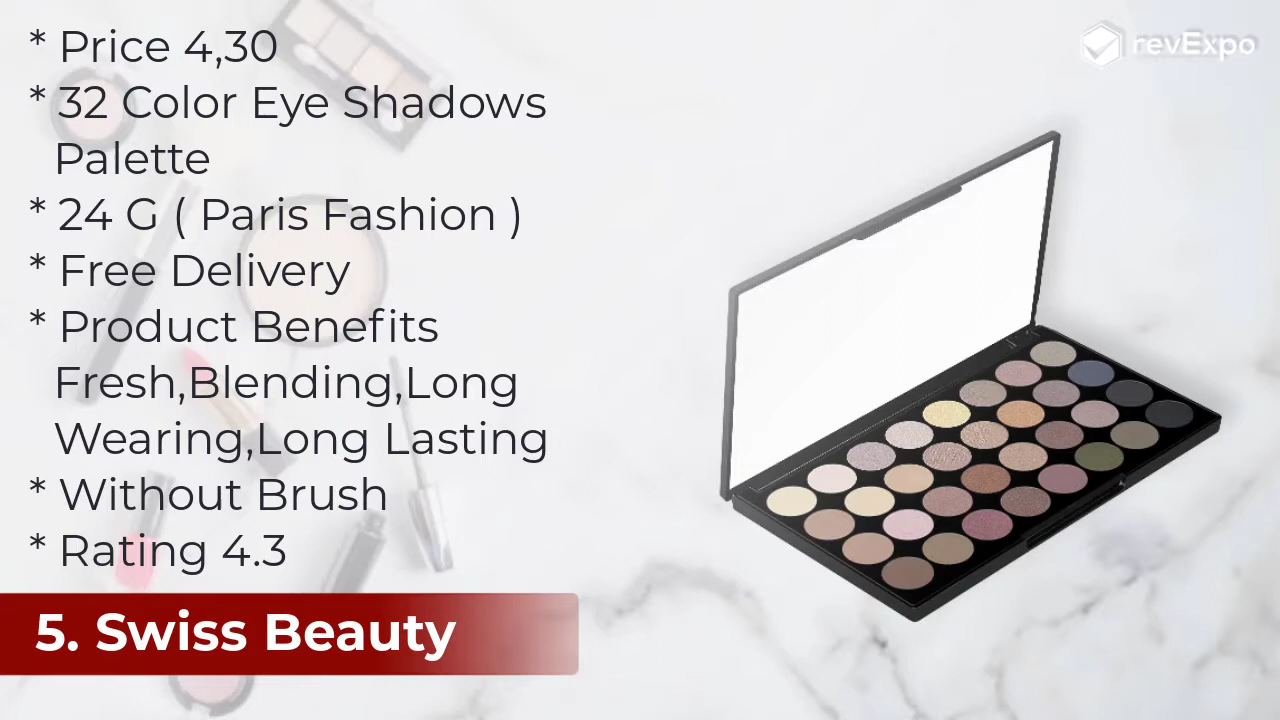 * Price 4,30
* 32 Color Eye Shadows
Palette
* 24 G ( Paris Fashion )
* Free Delivery
* Product Benefits
Fresh,Blending,Long
Wearing,Long Lasting
* Without Brush
* Rating 4.3
5. Swiss Beauty
revExpo